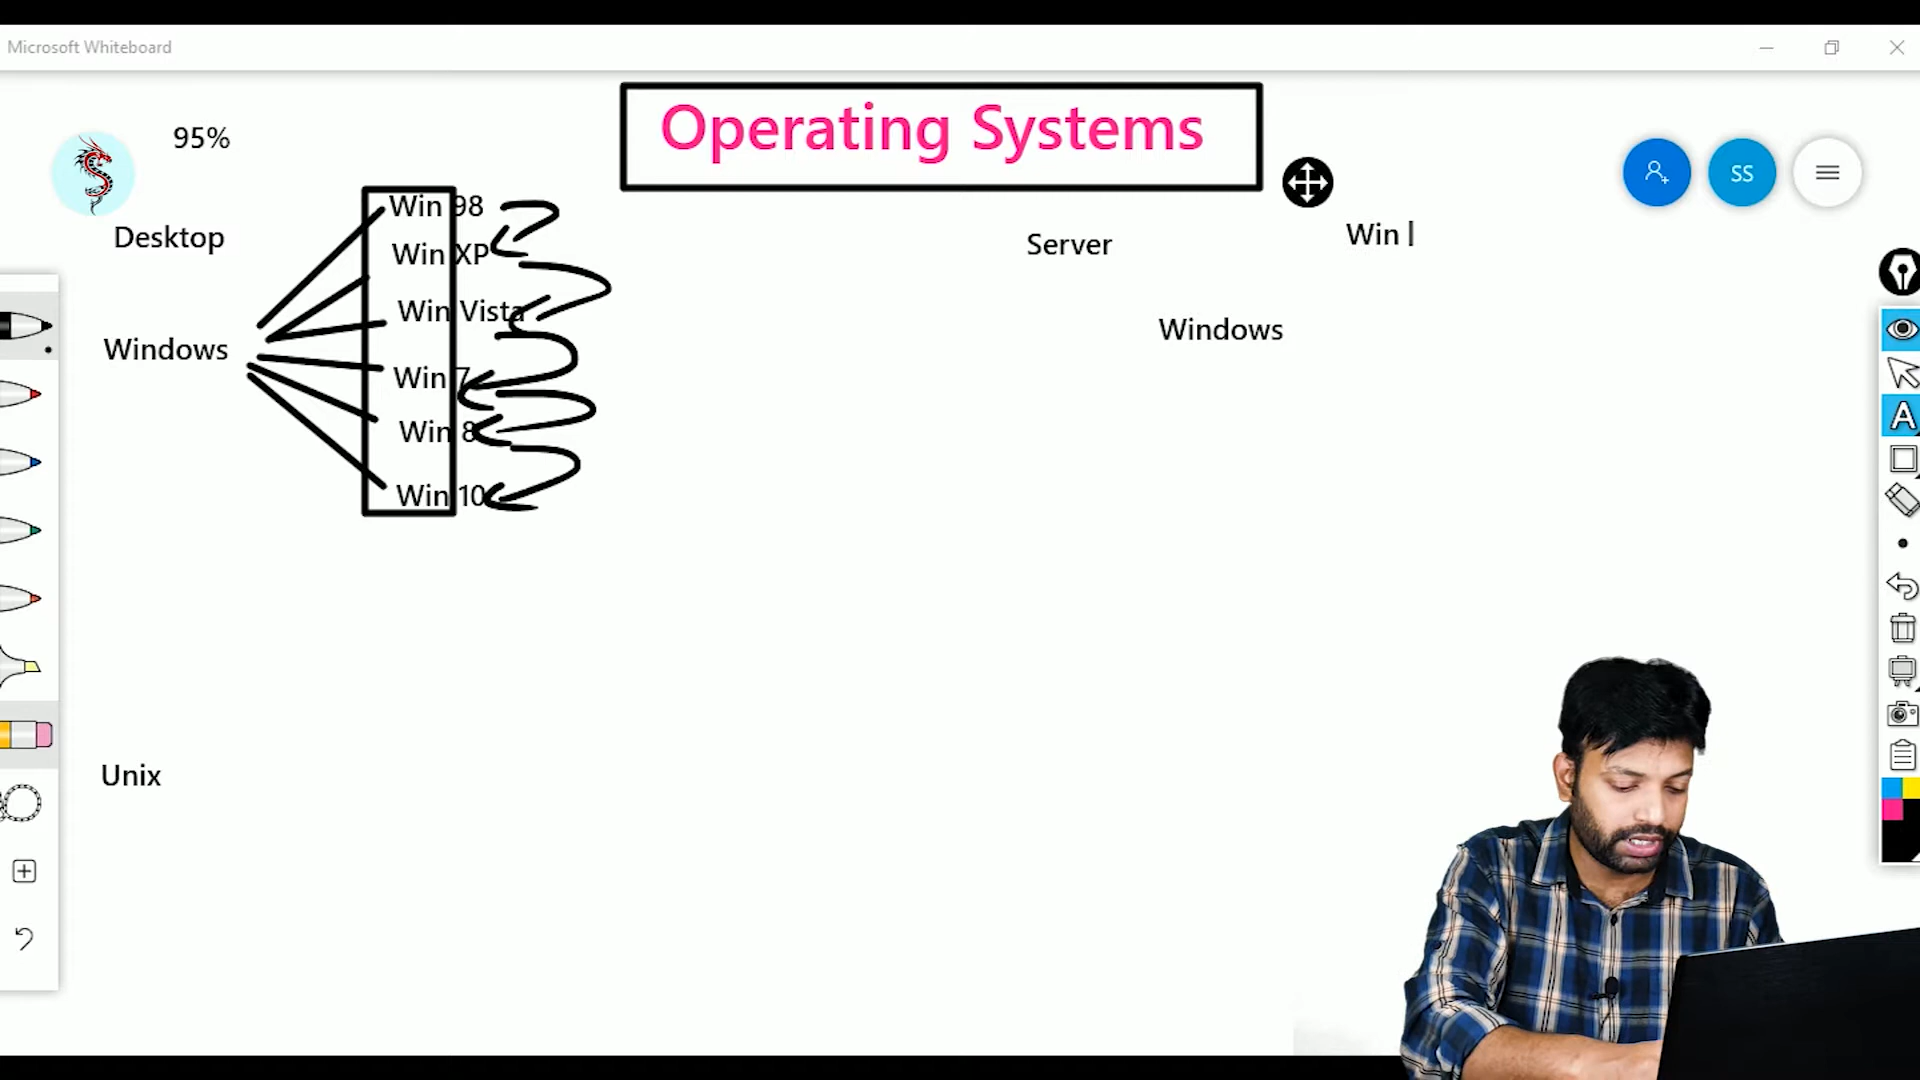 Microsoft Whiteboard
Operating Systems
95%
SS
Desktop
Win 98
Win XP
Win Vista
Win 7
Win 8
Win 10
Windows
Server
Win
Windows
A
Unix